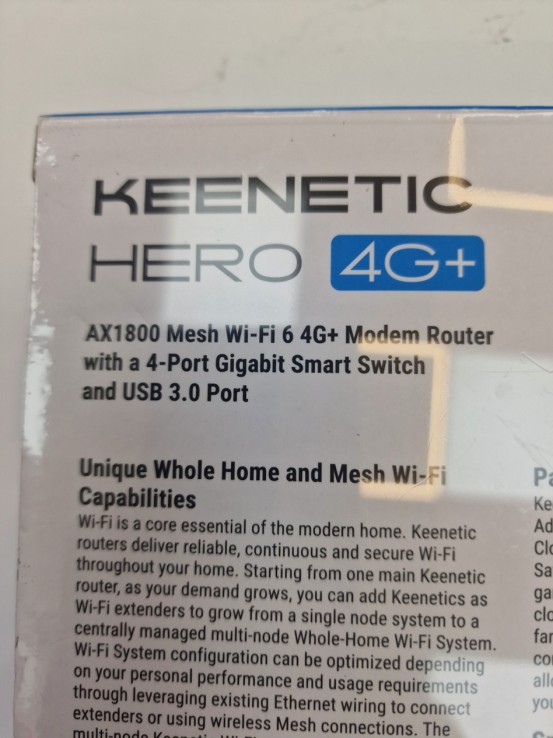 KEENETIC
HERO 4G+
AX1800 Mesh Wi-Fi 6 4G+ Modem Router
with a 4-Port Gigabit Smart Switch
and USB 3.0 Port
Unique Whole Home and Mesh Wi-Fi
Capabilities
Wi-Fi is a core essential of the modern home. Keenetic
routers deliver reliable, continuous and secure Wi-Fi
throughout your home. Starting from one main Keenetic
router, as your demand grows, you can add Keenetics as
Wi-Fi extenders to grow from a single node system to a
centrally managed multi-node Whole-Home Wi-Fi System.
Wi-Fi System configuration can be optimized depending
on your personal performance and usage requirements
through leveraging existing Ethernet wiring to connect
extenders or using wireless Mesh connections. The